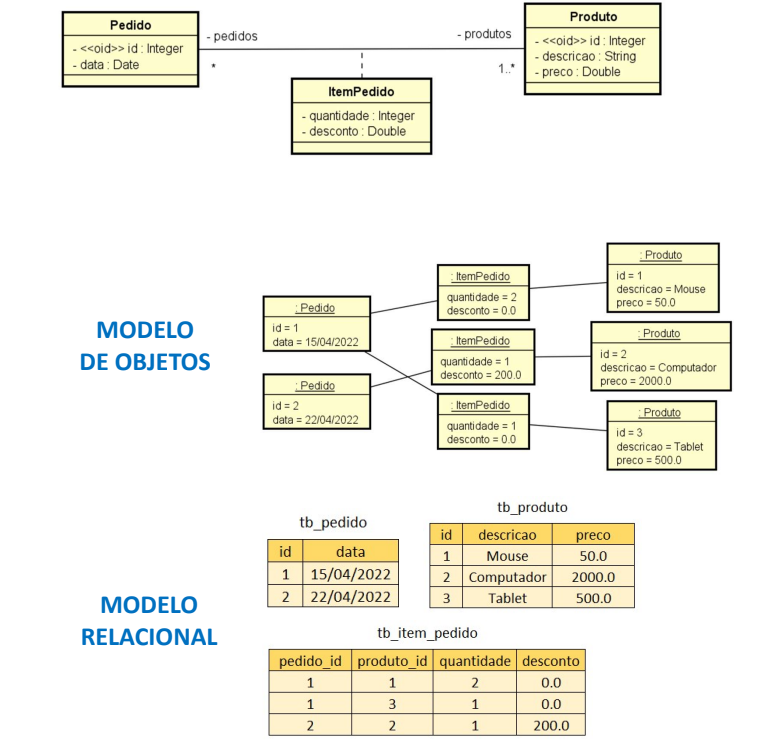 Pedido
- <<oid>> id : Integer
- data : Date
- pedidos
*
- produtos
1..*
Produto
- <<oid>> id : Integer
- descricao : String
- preco : Double
ItemPedido
- quantidade : Integer
- desconto : Double
MODELO
DE OBJETOS
: Pedido
id = 1
data = 15/04/2022
: Pedido
id = 2
data = 22/04/2022
: ItemPedido
quantidade = 2
desconto = 0.0
: ItemPedido
quantidade = 1
desconto = 200.0
: ItemPedido
quantidade = 1
desconto = 0.0
: Produto
id = 1
descricao = Mouse
preco = 50.0
: Produto
id = 2
descricao = Computador
preco = 2000.0
: Produto
id = 3
descricao = Tablet
preco = 500.0
MODELO
RELACIONAL
tb_pedido
id data
1 15/04/2022
2 22/04/2022
tb_produto
id descricao preco
1 Mouse 50.0
2 Computador 2000.0
3 Tablet 500.0
tb_item_pedido
pedido_id produto_id quantidade desconto
1 1 2 0.0
1 3 1 0.0
2 2 1 200.0